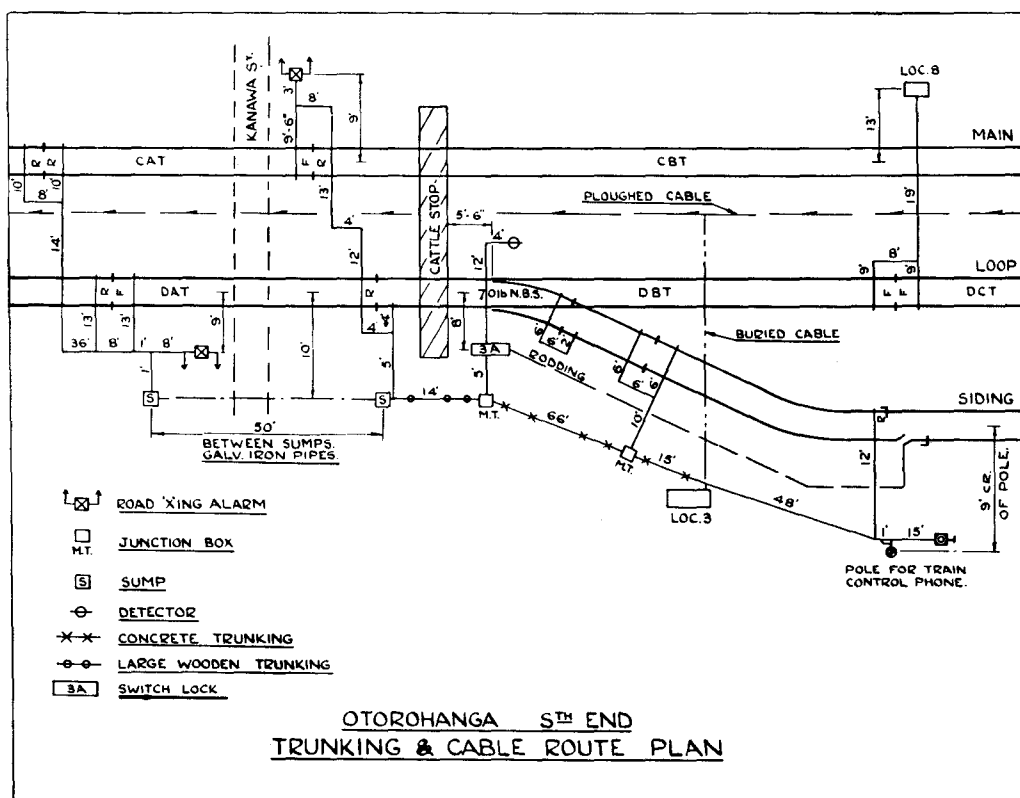 KANAWA ST.
3'
8'
9'-6"
9'
LOC.8
13'
MAIN
R R
CAT
F R
CBT
10'
8'
10'
13'
PLOUGHED CABLE
19'
14'
4'
12'
CATTLE STOP
5'-6"
4'
12'
9'
8'
9'
LOOP
R F
DAT
R
70lb N.B.S.
DBT
F F
DCT
13'
13'
9'
10'
4'
4'
8'
6'
6'
2'
BURIED CABLE
36'
8'
1'
8'
1'
5'
3A
5'
RODDING
6'
6'
6'
S
S
14'
M.T.
66'
10'
SIDING
R
50'
BETWEEN SUMPS.
GALV. IRON PIPES.
M.T.
15'
12'
9' CR.
OF POLE.
LOC.3
48'
1'
15'
POLE FOR TRAIN
CONTROL PHONE.
ROAD 'X'ING ALARM
M.T.
JUNCTION BOX
S
SUMP
DETECTOR
CONCRETE TRUNKING
LARGE WOODEN TRUNKING
3A
SWITCH LOCK
OTOROHANGA STH END
TRUNKING & CABLE ROUTE PLAN